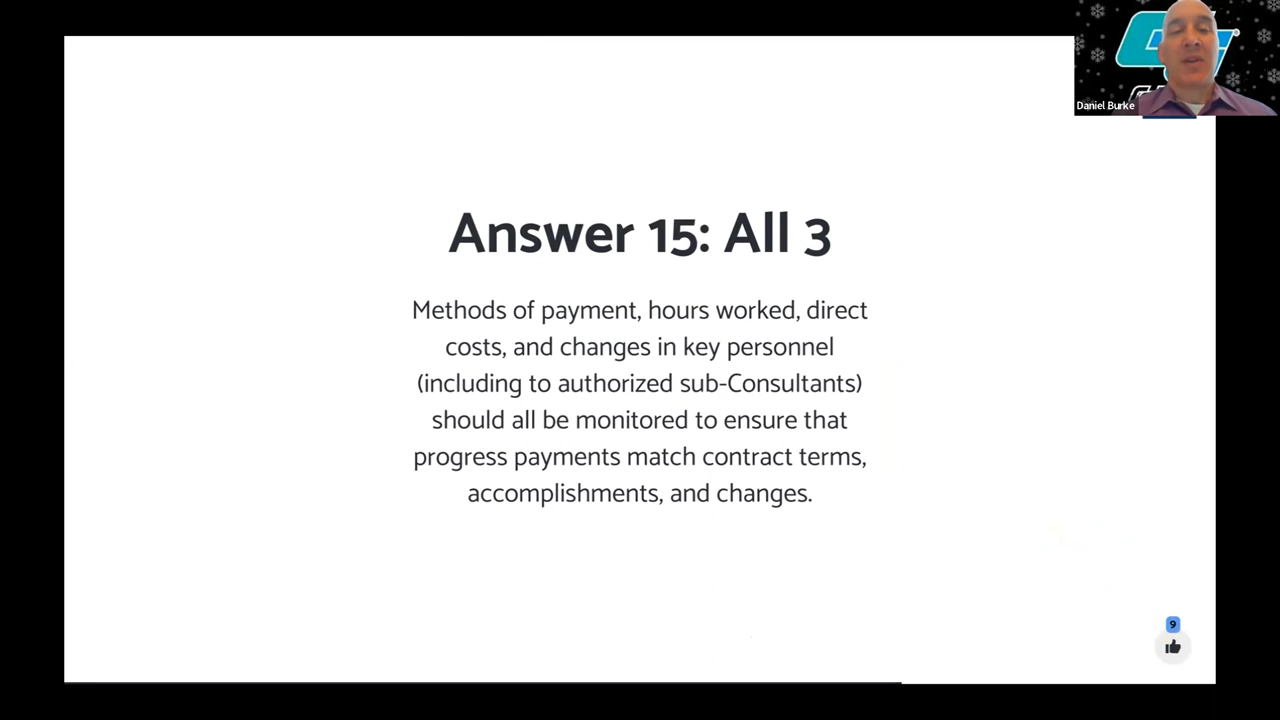 Daniel Burke
Answer 15: All 3
Methods of payment, hours worked, direct
costs, and changes in key personnel
(including to authorized sub-Consultants)
should all be monitored to ensure that
progress payments match contract terms,
accomplishments, and changes.
9